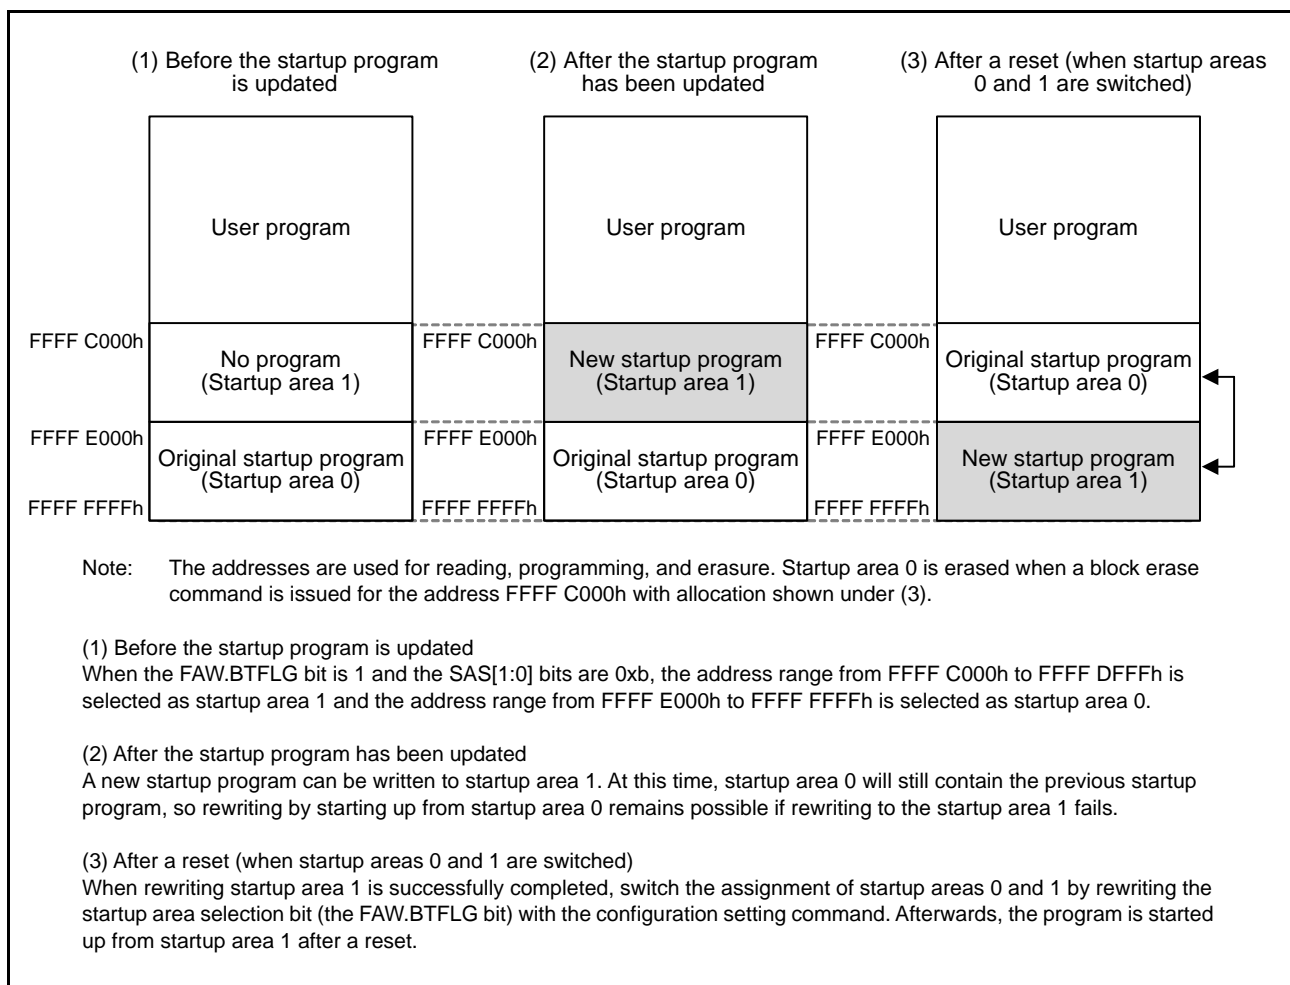 (1) Before the startup program
is updated
(2) After the startup program
has been updated
(3) After a reset (when startup areas
0 and 1 are switched)
User program
User program
User program
FFFF C000h
No program
(Startup area 1)
FFFF C000h
New startup program
(Startup area 1)
FFFF C000h
Original startup program
(Startup area 0)
FFFF E000h
Original startup program
(Startup area 0)
FFFF E000h
Original startup program
(Startup area 0)
FFFF E000h
New startup program
(Startup area 1)
FFFF FFFFh
FFFF FFFFh
FFFF FFFFh
Note: The addresses are used for reading, programming, and erasure. Startup area 0 is erased when a block erase
command is issued for the address FFFF C000h with allocation shown under (3).
(1) Before the startup program is updated
When the FAW.BTFLG bit is 1 and the SAS[1:0] bits are 0xb, the address range from FFFF C000h to FFFF DFFFh is
selected as startup area 1 and the address range from FFFF E000h to FFFF FFFFh is selected as startup area 0.
(2) After the startup program has been updated
A new startup program can be written to startup area 1. At this time, startup area 0 will still contain the previous startup
program, so rewriting by starting up from startup area 0 remains possible if rewriting to the startup area 1 fails.
(3) After a reset (when startup areas 0 and 1 are switched)
When rewriting startup area 1 is successfully completed, switch the assignment of startup areas 0 and 1 by rewriting the
startup area selection bit (the FAW.BTFLG bit) with the configuration setting command. Afterwards, the program is started
up from startup area 1 after a reset.